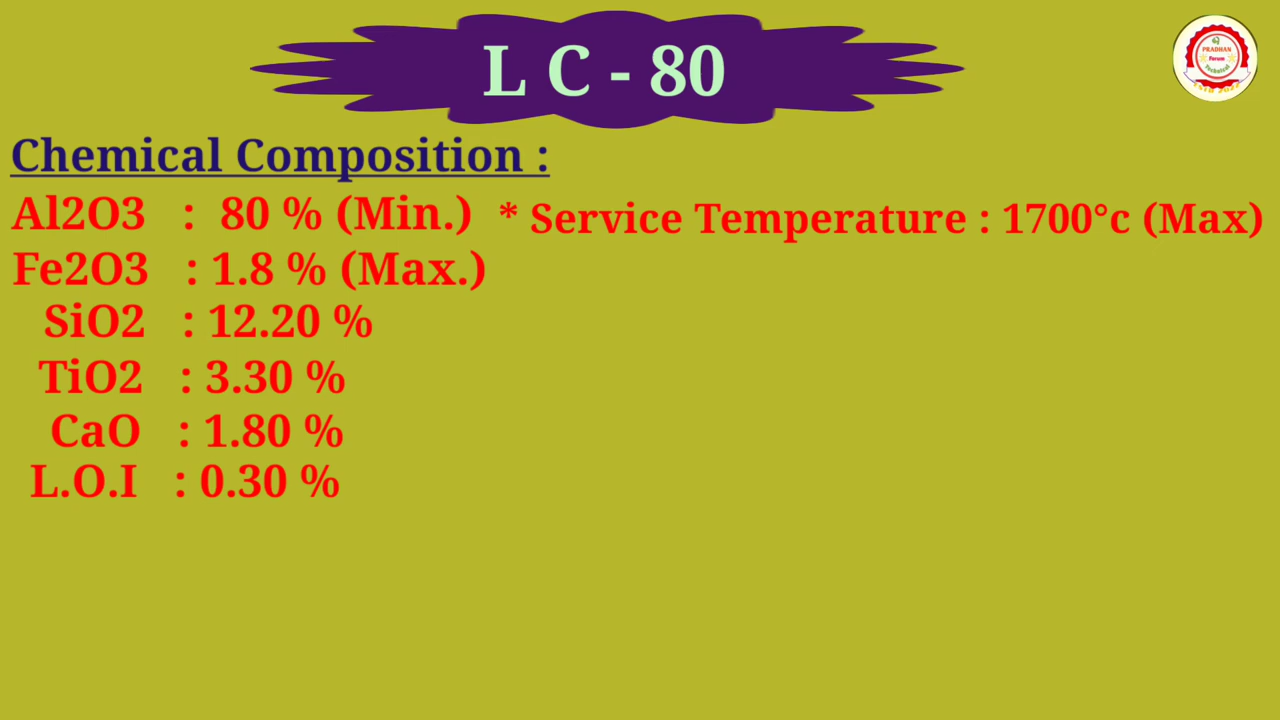 L C - 80
Chemical Composition :
Al2O3 : 80 % (Min.) * Service Temperature : 1700°c (Max)
Fe2O3 : 1.8 % (Max.)
SiO2 : 12.20 %
TiO2 : 3.30 %
CaO : 1.80 %
L.O.I : 0.30 %
PRADHAN
Forum